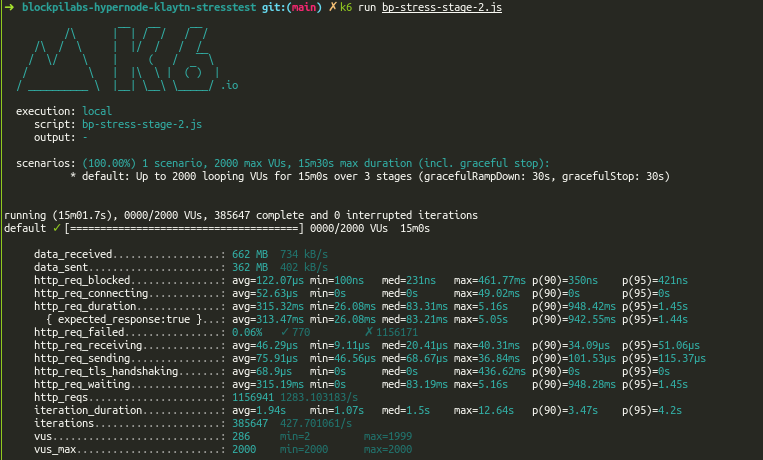 ➜ blockpilabs-hypernode-klaytn-stresstest git:(main) ✗ k6 run bp-stress-stage-2.js
.io
execution: local
script: bp-stress-stage-2.js
output: -
scenarios: (100.00%) 1 scenario, 2000 max VUs, 15m30s max duration (incl. graceful stop):
* default: Up to 2000 looping VUs for 15m0s over 3 stages (gracefulRampDown: 30s, gracefulStop: 30s)
running (15m01.7s), 0000/2000 VUs, 385647 complete and 0 interrupted iterations
default ✓ [======================================] 0000/2000 VUs 15m0s
data_received..................: 662 MB 734 kB/s
data_sent......................: 362 MB 402 kB/s
http_req_blocked...............: avg=122.07µs min=100ns med=231ns max=461.77ms p(90)=350ns p(95)=421ns
http_req_connecting............: avg=52.63µs min=0s med=0s max=49.02ms p(90)=0s p(95)=0s
http_req_duration..............: avg=315.32ms min=26.08ms med=83.31ms max=5.16s p(90)=948.42ms p(95)=1.45s
{ expected_response:true }...: avg=313.47ms min=26.08ms med=83.21ms max=5.05s p(90)=942.55ms p(95)=1.44s
http_req_failed................: 0.06% ✓ 770 ✗ 1156171
http_req_receiving.............: avg=46.29µs min=9.11µs med=20.41µs max=40.31ms p(90)=34.09µs p(95)=51.06µs
http_req_sending...............: avg=75.91µs min=46.56µs med=68.67µs max=36.84ms p(90)=101.53µs p(95)=115.37µs
http_req_tls_handshaking.......: avg=68.9µs min=0s med=0s max=436.62ms p(90)=0s p(95)=0s
http_req_waiting...............: avg=315.19ms min=0s med=83.19ms max=5.16s p(90)=948.28ms p(95)=1.45s
http_reqs......................: 1156941 1283.103183/s
iteration_duration.............: avg=1.94s min=1.07s med=1.5s max=12.64s p(90)=3.47s p(95)=4.2s
iterations.....................: 385647 427.701061/s
vus............................: 286 min=2 max=1999
vus_max........................: 2000 min=2000 max=2000